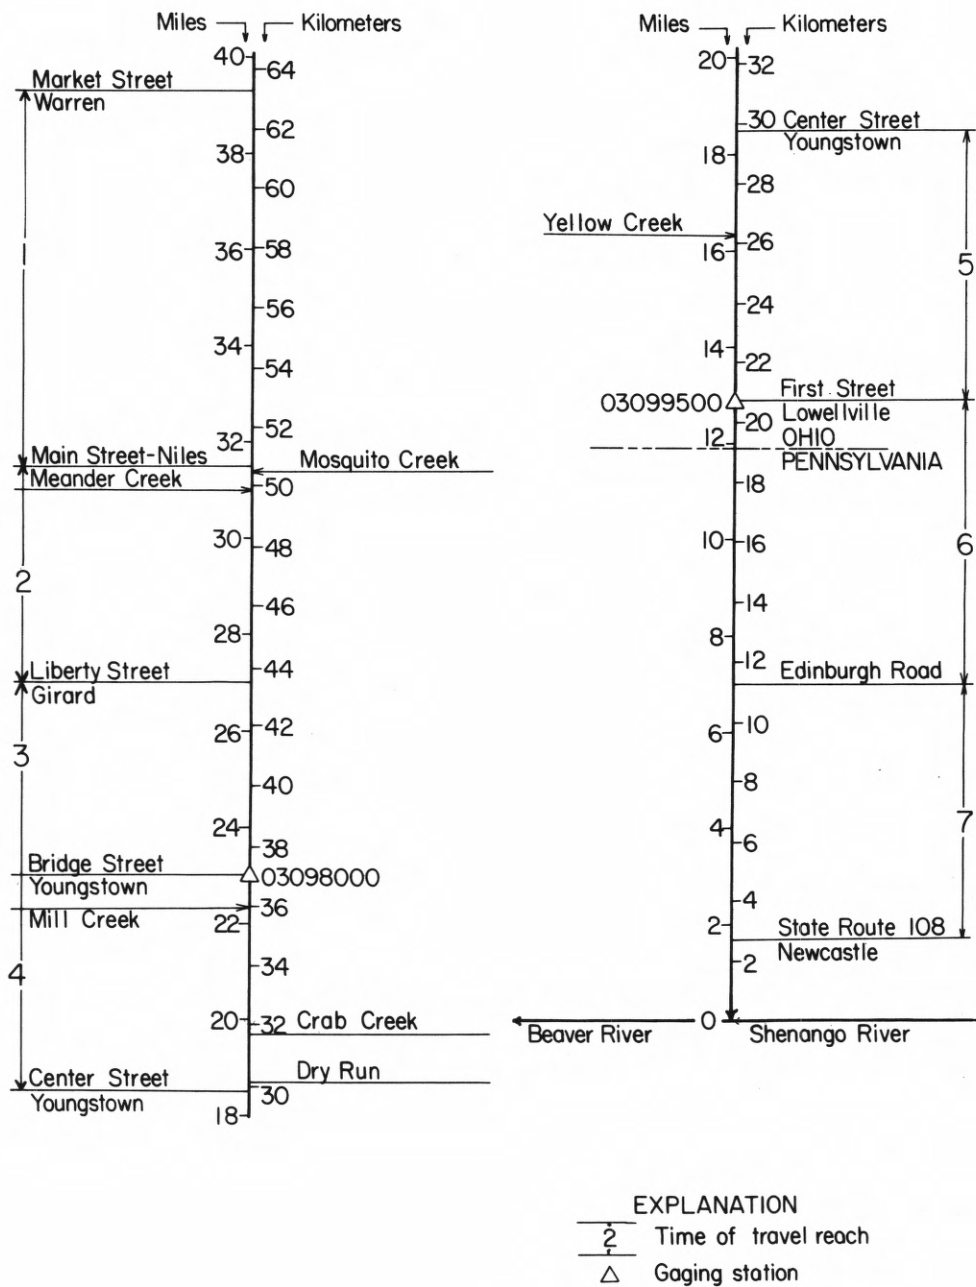 Miles Kilometers
40
64
Market Street
Warren
62
38
60
36
58
56
34
54
52
32
Main Street-Niles
Mosquito Creek
Meander Creek
50
30
48
2
46
28
Liberty Street
44
Girard
26
42
3
40
24
38
Bridge Street
Youngstown
03098000
36
Mill Creek
22
34
4
20
32
Crab Creek
Center Street
Dry Run
Youngstown
30
18
Miles Kilometers
20
32
30
Center Street
Youngstown
18
28
Yellow Creek
16
26
5
24
14
22
03099500
First Street
Lowellville
20
12
OHIO
PENNSYLVANIA
18
10
16
6
14
8
12
Edinburgh Road
10
6
8
7
4
6
4
2
State Route 108
Newcastle
2
0
Beaver River
Shenango River
EXPLANATION
2 Time of travel reach
Gaging station